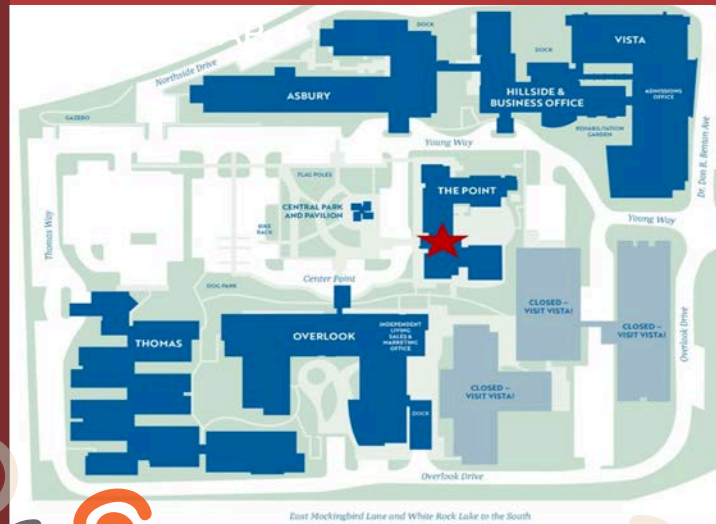 DOCK
VISTA
Northside Drive
DOCK
ASBURY
HILLSIDE &
BUSINESS OFFICE
ADMISSIONS
OFFICE
GAZEBO
REHABILITATION
GARDEN
Young Way
Dr. Dan R. Benson Ave
FLAG POLES
THE POINT
CENTRAL PARK
AND PAVILION
Young Way
BIKE
RACK
Thomas Way
Center Point
DOG PARK
CLOSED –
VISIT VISTA!
CLOSED –
VISIT VISTA!
Overlook Drive
THOMAS
OVERLOOK
INDEPENDENT
LIVING
SALES &
MARKETING
OFFICE
CLOSED –
VISIT VISTA!
DOCK
Overlook Drive
East Mockingbird Lane and White Rock Lake to the South